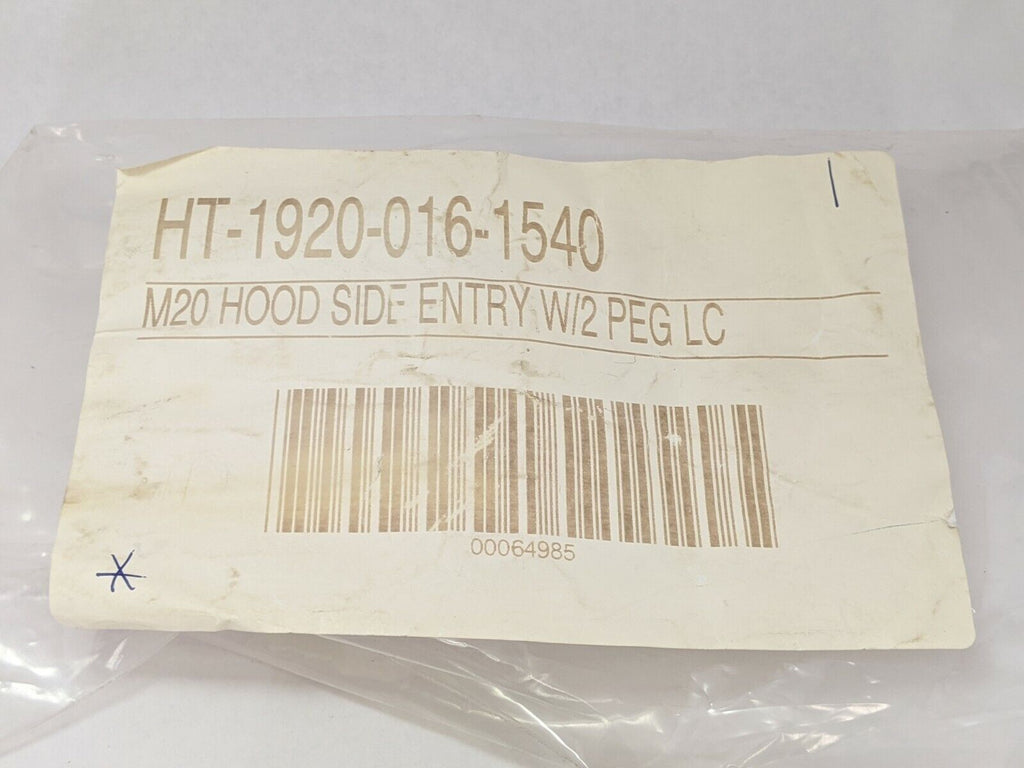 HT-1920-016-1540
M20 HOOD SIDE ENTRY W/2 PEG LC
00064985